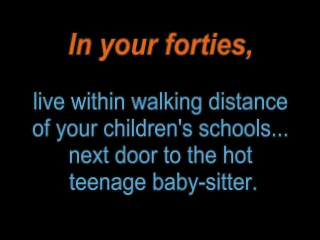 In your forties,
live within walking distance
of your children's schools...
next door to the hot
teenage baby-sitter.